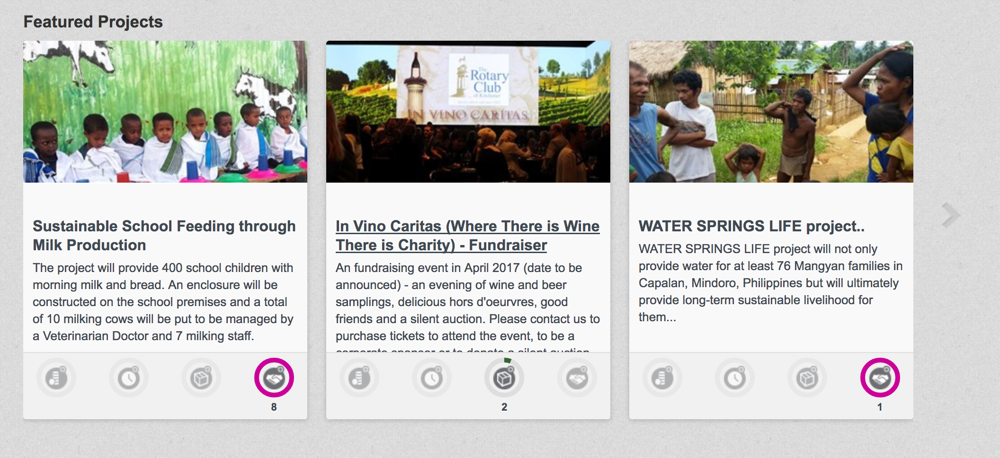 Featured Projects
The
Rotary
Club
of Kitchener
IN VINO CARITAS
Sustainable School Feeding through
Milk Production
The project will provide 400 school children with
morning milk and bread. An enclosure will be
constructed on the school premises and a total
of 10 milking cows will be put to be managed by
a Veterinarian Doctor and 7 milking staff.
8
In Vino Caritas (Where There is Wine
There is Charity) - Fundraiser
An fundraising event in April 2017 (date to be
announced) - an evening of wine and beer
samplings, delicious hors d'oeurvres, good
friends and a silent auction. Please contact us to
purchase tickets to attend the event, to be a
corporate sponsor or to donate a silent auction
2
WATER SPRINGS LIFE project..
WATER SPRINGS LIFE project will not only
provide water for at least 76 Mangyan families in
Capalan, Mindoro, Philippines but will ultimately
provide long-term sustainable livelihood for
them...
1